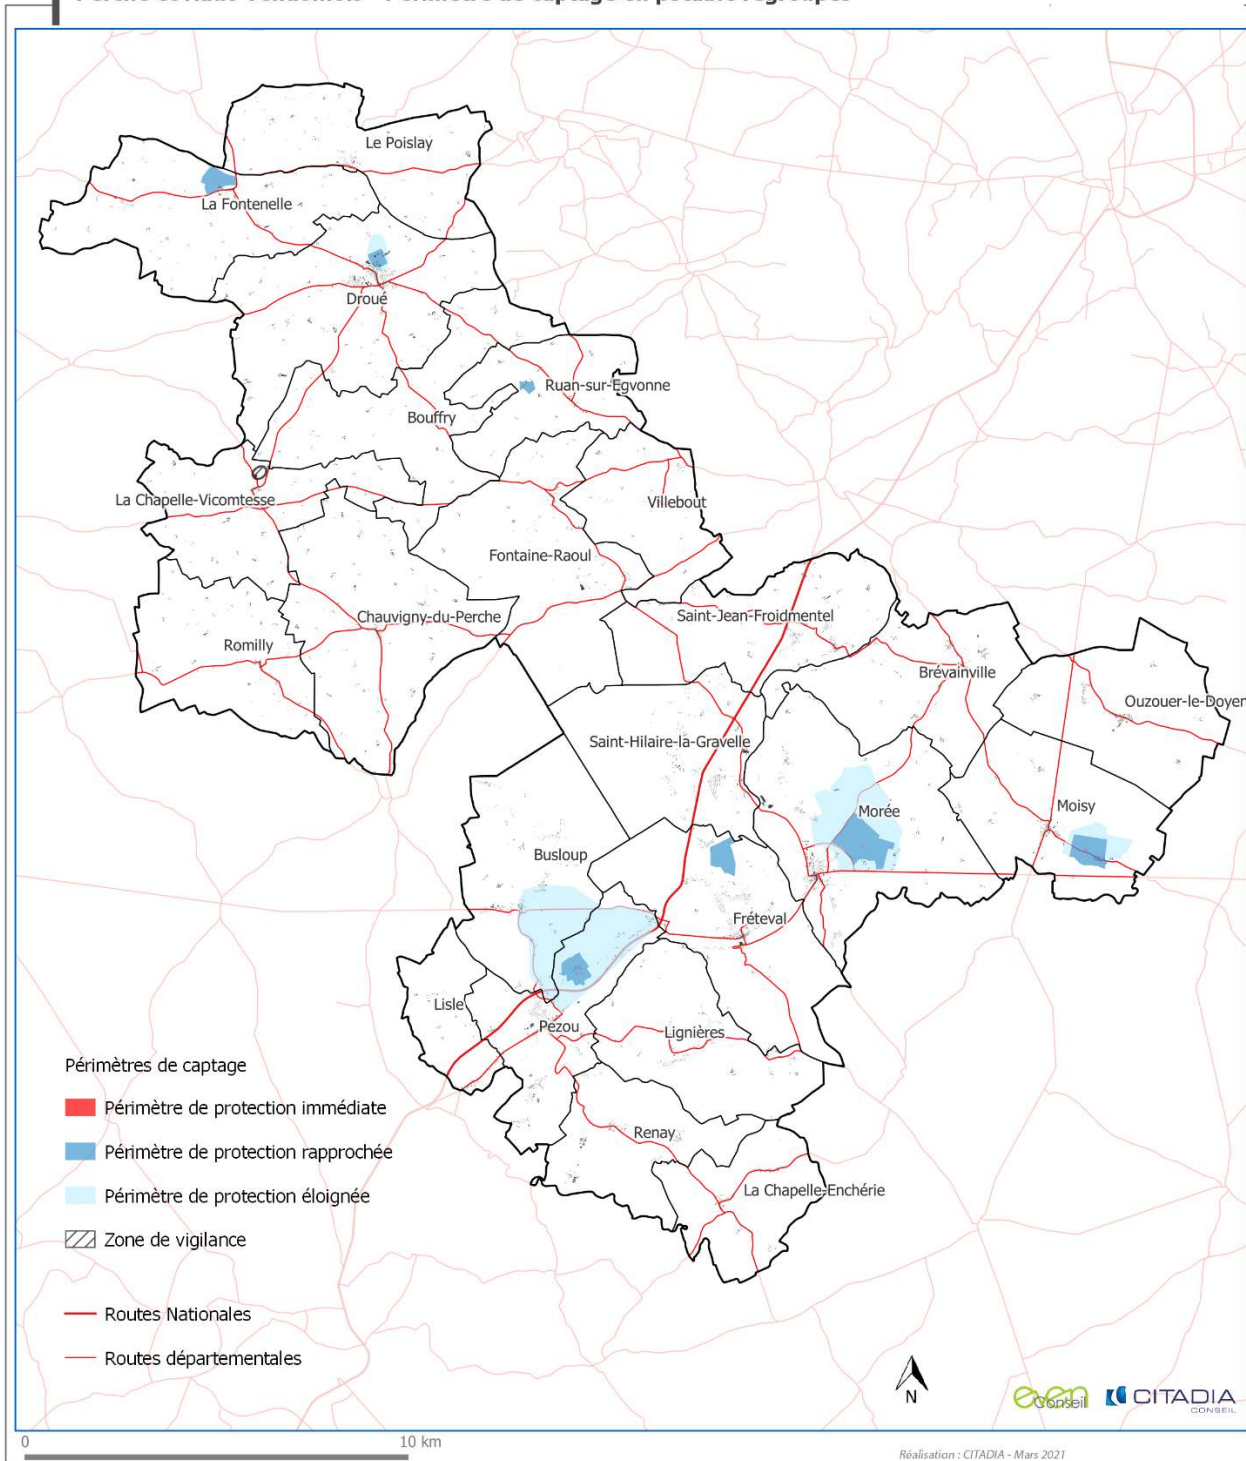 Le Poislay
La Fontenelle
Droué
Ruan-sur-Egvonne
Bouffry
La Chapelle-Vicomtesse
Villebout
Fontaine-Raoul
Chauvigny-du-Perche
Saint-Jean-Froidmentel
Romilly
Brévainville
Ouzouer-le-Doyen
Saint-Hilaire-la-Gravelle
Moisy
Morée
Busloup
Fréteval
Lisle
Pezou
Lignières
Renay
La Chapelle-Enchérie
Périmètres de captage
Périmètre de protection immédiate
Périmètre de protection rapprochée
Périmètre de protection éloignée
Zone de vigilance
Routes Nationales
Routes départementales
N
even
Conseil
CITADIA
CONSEIL
0 10 km
Réalisation : CITADIA - Mars 2021